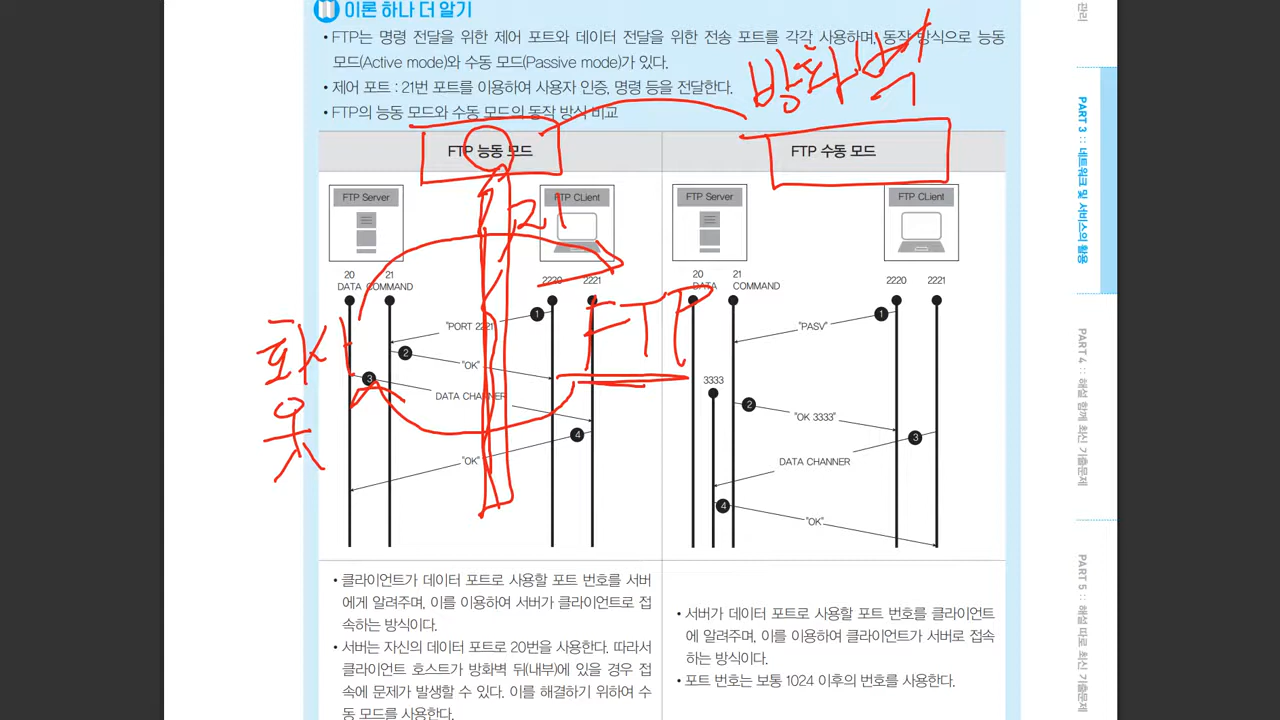 이론 하나 더 알기
• FTP는 명령 전달을 위한 제어 포트와 데이터 전달을 위한 전송 포트를 각각 사용하며, 동작 방식으로 능동
모드(Active mode)와 수동 모드(Passive mode)가 있다.
• 제어 포트 : 21번 포트를 이용하여 사용자 인증, 명령 등을 전달한다.
• FTP의 능동 모드와 수동 모드의 동작 방식 비교
방화벽
FTP 능동 모드
FTP 수동 모드
FTP Server
FTP CLient
21
20
DATA
21
COMMAND
2220
2221
1
"PORT 2221"
2
"OK"
3
DATA CHANNER
4
"OK"
FTP
회사
FTP Server
FTP CLient
20
DATA
21
COMMAND
2220
2221
1
"PASV"
3333
2
"OK 3333"
3
DATA CHANNER
4
"OK"
• 클라이언트가 데이터 포트로 사용할 포트 번호를 서버
에게 알려주며, 이를 이용하여 서버가 클라이언트로 접
속하는 방식이다.
• 서버는 자신의 데이터 포트로 20번을 사용한다. 따라서
클라이언트 호스트가 방화벽 뒤(내부)에 있을 경우 접
속에 문제가 발생할 수 있다. 이를 해결하기 위하여 수
동 모드를 사용한다.
• 서버가 데이터 포트로 사용할 포트 번호를 클라이언트
에 알려주며, 이를 이용하여 클라이언트가 서버로 접속
하는 방식이다.
• 포트 번호는 보통 1024 이후의 번호를 사용한다.
관리
PART 3 :: 네트워크 및 서비스의 활용
PART 4 :: 해설 함께 최신 기출문제
PART 5 :: 해설 따로 최신 기출문제